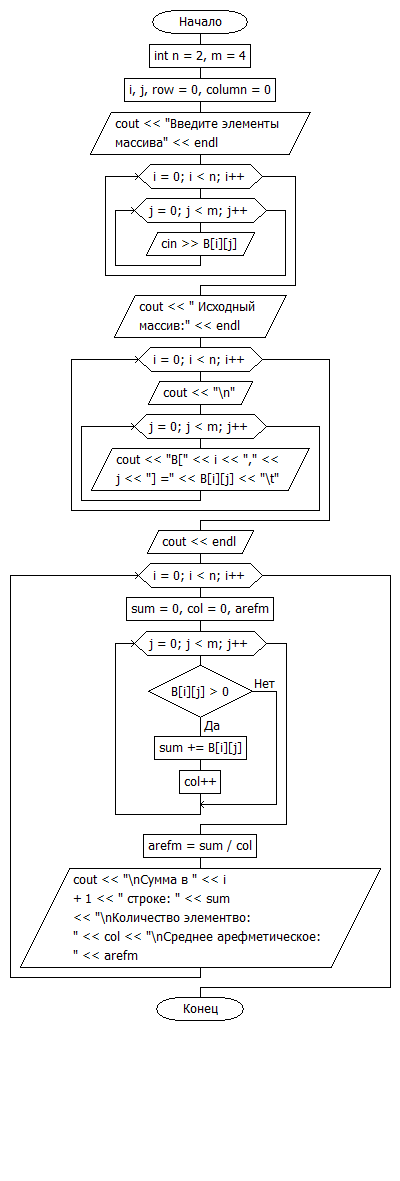 Начало
int n = 2, m = 4
i, j, row = 0, column = 0
cout << "Введите элементы
массива" << endl
i = 0; i < n; i++
j = 0; j < m; j++
cin >> B[i][j]
cout << " Исходный
массив:" << endl
i = 0; i < n; i++
cout << "\n"
j = 0; j < m; j++
cout << "B[" << i << "," <<
j << "] =" << B[i][j] << "\t"
cout << endl
i = 0; i < n; i++
sum = 0, col = 0, arefm
j = 0; j < m; j++
B[i][j] > 0
Нет
Да
sum += B[i][j]
col++
arefm = sum / col
cout << "\nСумма в " << i
+ 1 << " строке: " << sum
<< "\nКоличество элементво:
" << col << "\nСреднее арефметическое:
" << arefm
Конец